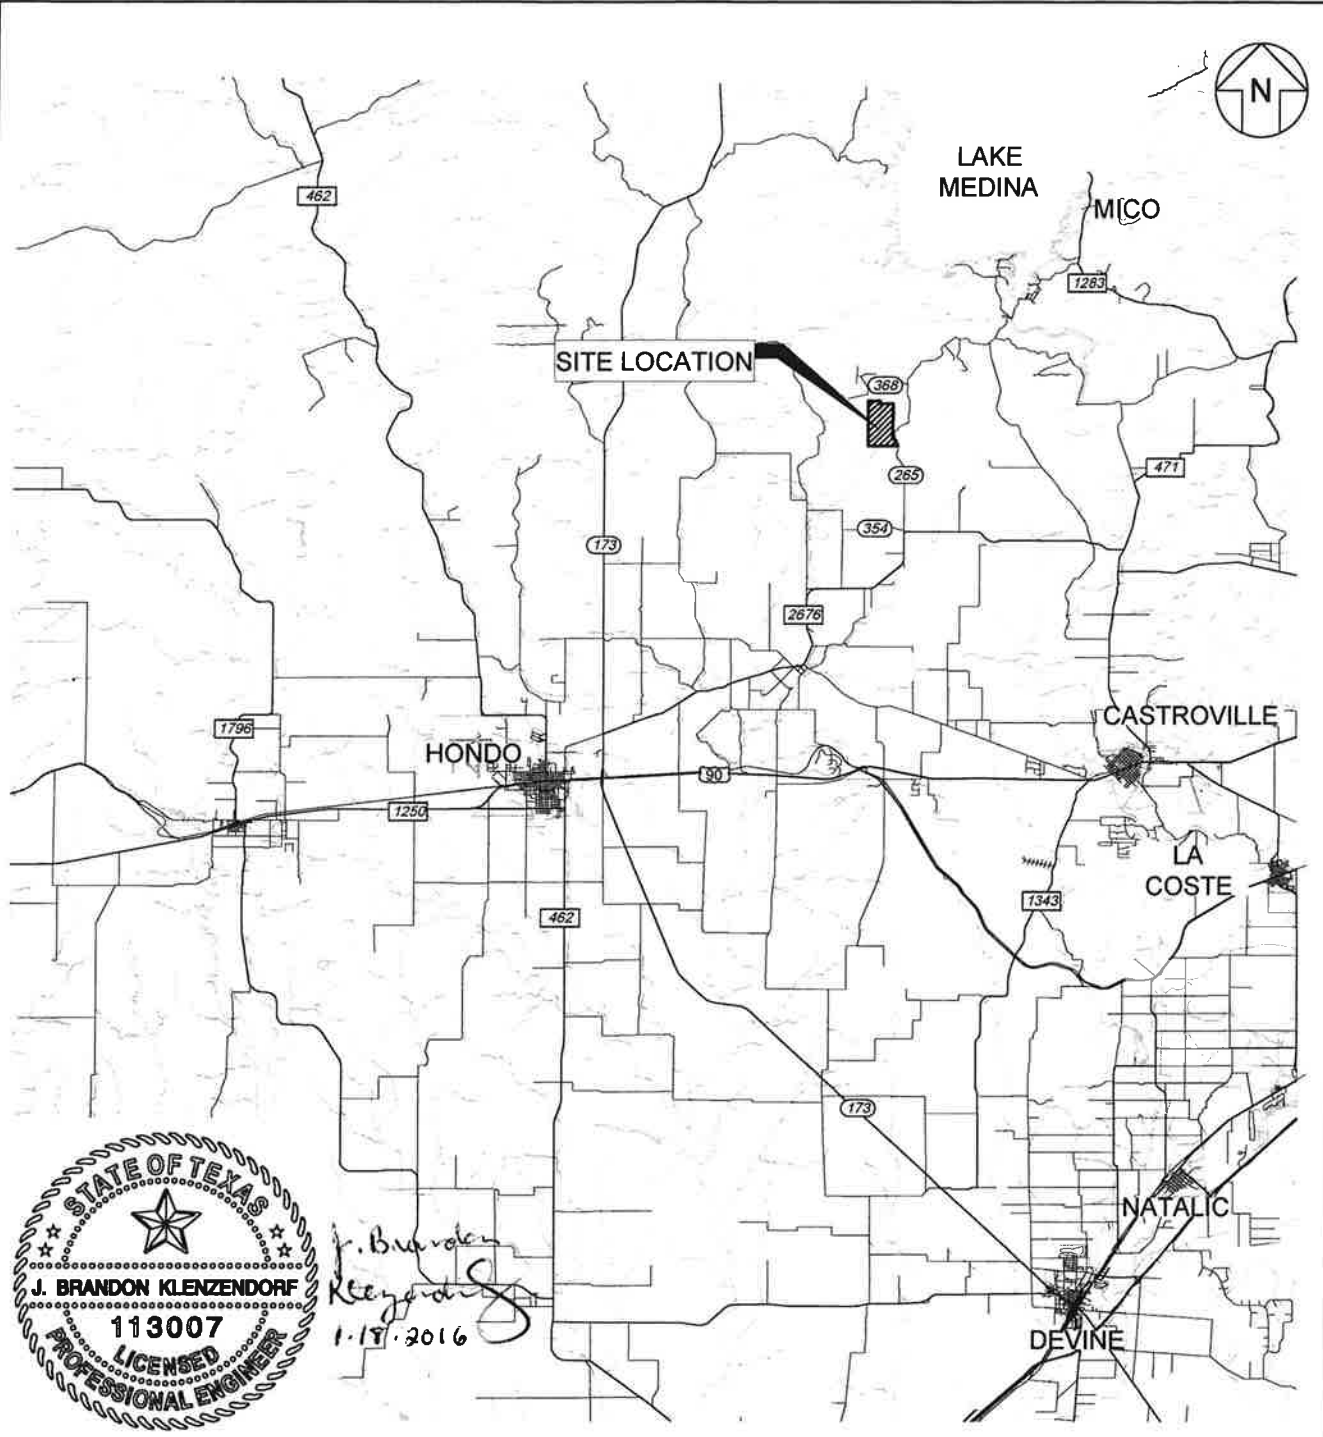 N
LAKE
MEDINA
MICO
462
1283
SITE LOCATION
368
471
265
354
173
2676
CASTROVILLE
1796
HONDO
90
1250
LA
COSTE
1343
462
173
STATE OF TEXAS
J. BRANDON KLENZENDORF
113007
LICENSED
PROFESSIONAL ENGINEER
J. Brandon
Klenzendorf
1.18.2016
NATALIC
DEVINE